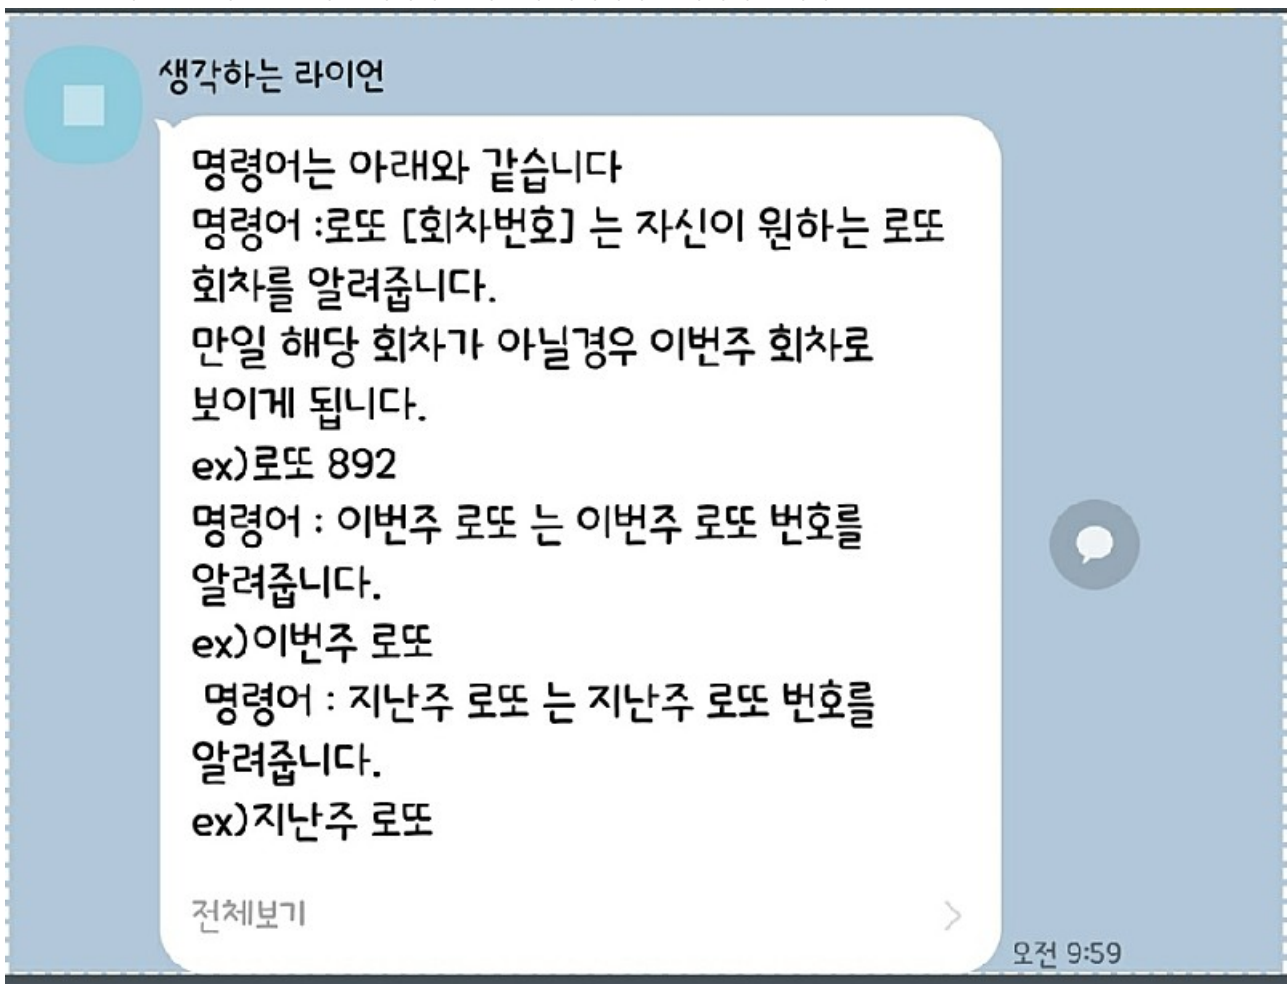 생각하는 라이언
명령어는 아래와 같습니다
명령어 :로또 [회차번호] 는 자신이 원하는 로또
회차를 알려줍니다.
만일 해당 회차가 아닐경우 이번주 회차로
보이게 됩니다.
ex)로또 892
명령어 : 이번주 로또 는 이번주 로또 번호를
알려줍니다.
ex)이번주 로또
명령어 : 지난주 로또 는 지난주 로또 번호를
알려줍니다.
ex)지난주 로또
전체보기
오전 9:59